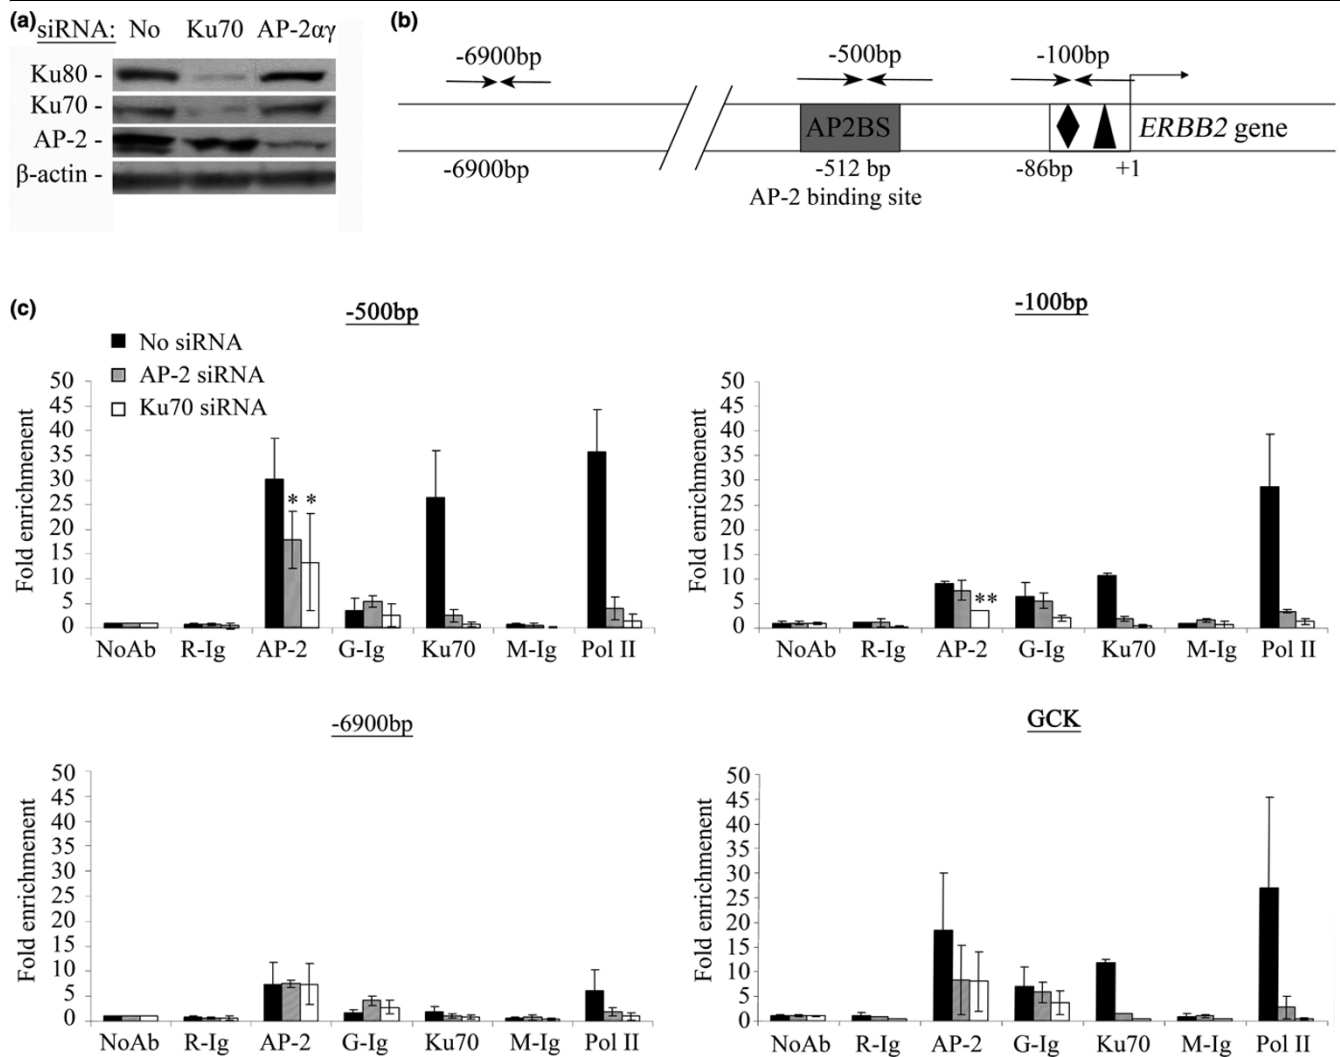 (a)
siRNA: No Ku70 AP-2αγ
Ku80 -
Ku70 -
AP-2 -
β-actin -
(b)
-6900bp -500bp -100bp
AP2BS ERBB2 gene
-6900bp -512 bp -86bp +1
AP-2 binding site
(c)
-500bp
No siRNA
AP-2 siRNA
Ku70 siRNA
Fold enrichmenent
50
45
40
35
30
25
20
15
10
5
0
* *
NoAb R-Ig AP-2 G-Ig Ku70 M-Ig Pol II
-100bp
Fold enrichmenent
50
45
40
35
30
25
20
15
10
5
0
**
NoAb R-Ig AP-2 G-Ig Ku70 M-Ig Pol II
-6900bp
Fold enrichmenent
50
45
40
35
30
25
20
15
10
5
0
NoAb R-Ig AP-2 G-Ig Ku70 M-Ig Pol II
GCK
Fold enrichmenent
50
45
40
35
30
25
20
15
10
5
0
NoAb R-Ig AP-2 G-Ig Ku70 M-Ig Pol II